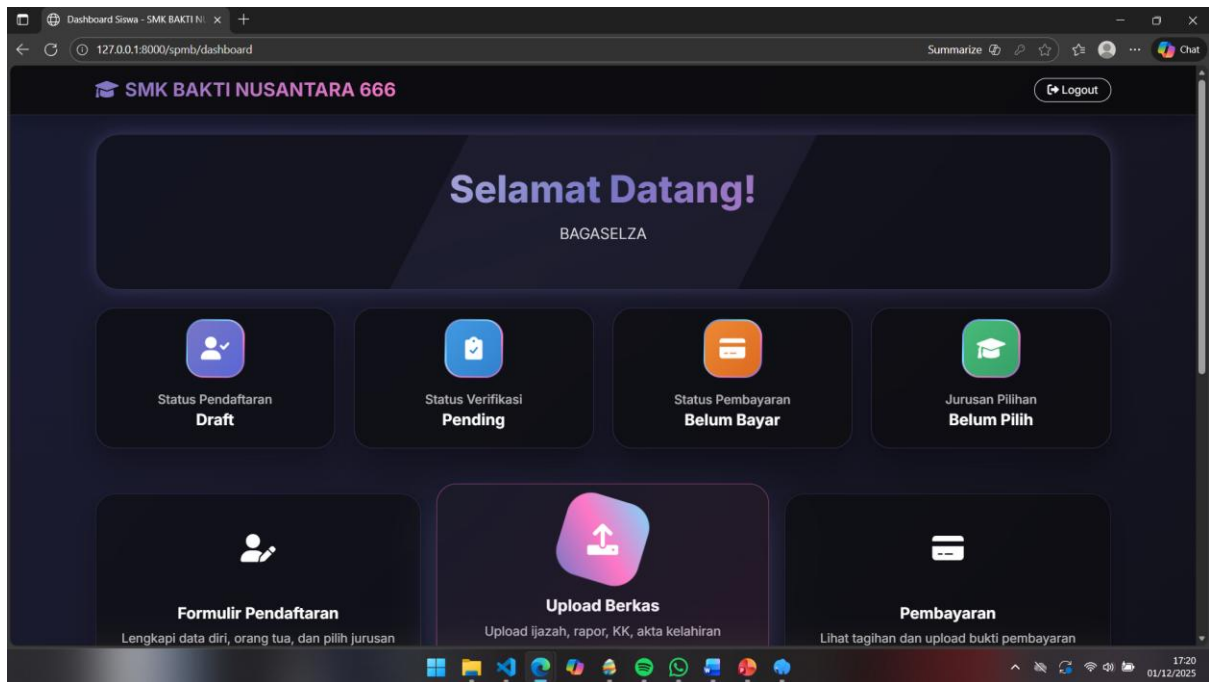 Dashboard Siswa - SMK BAKTI NU
127.0.0.1:8000/spmb/dashboard
Summarize
Chat
SMK BAKTI NUSANTARA 666
Logout
Selamat Datang!
BAGASELZA
Status Pendaftaran
Draft
Status Verifikasi
Pending
Status Pembayaran
Belum Bayar
Jurusan Pilihan
Belum Pilih
Formulir Pendaftaran
Lengkapi data diri, orang tua, dan pilih jurusan
Upload Berkas
Upload ijazah, rapor, KK, akta kelahiran
Pembayaran
Lihat tagihan dan upload bukti pembayaran
17:20
01/12/2025